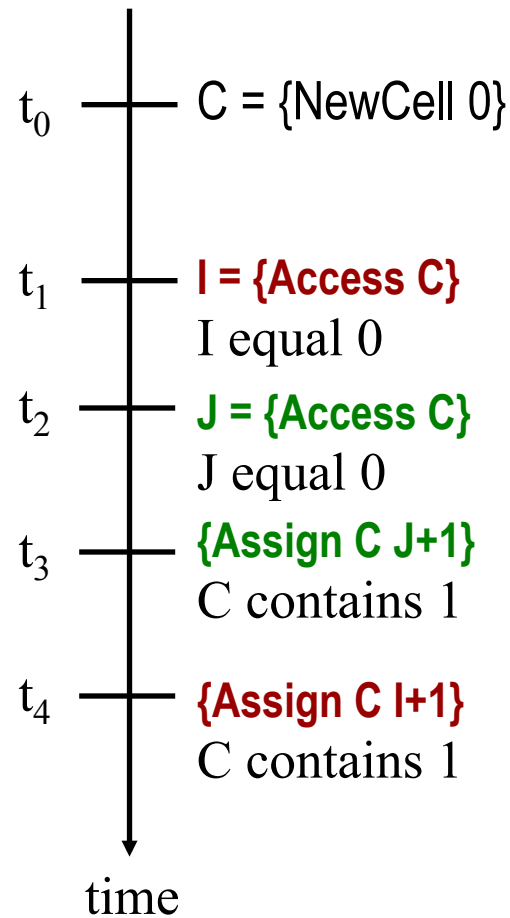 t₀ C = {NewCell 0}
t₁ I = {Access C}
I equal 0
t₂ J = {Access C}
J equal 0
t₃ {Assign C J+1}
C contains 1
t₄ {Assign C I+1}
C contains 1
time